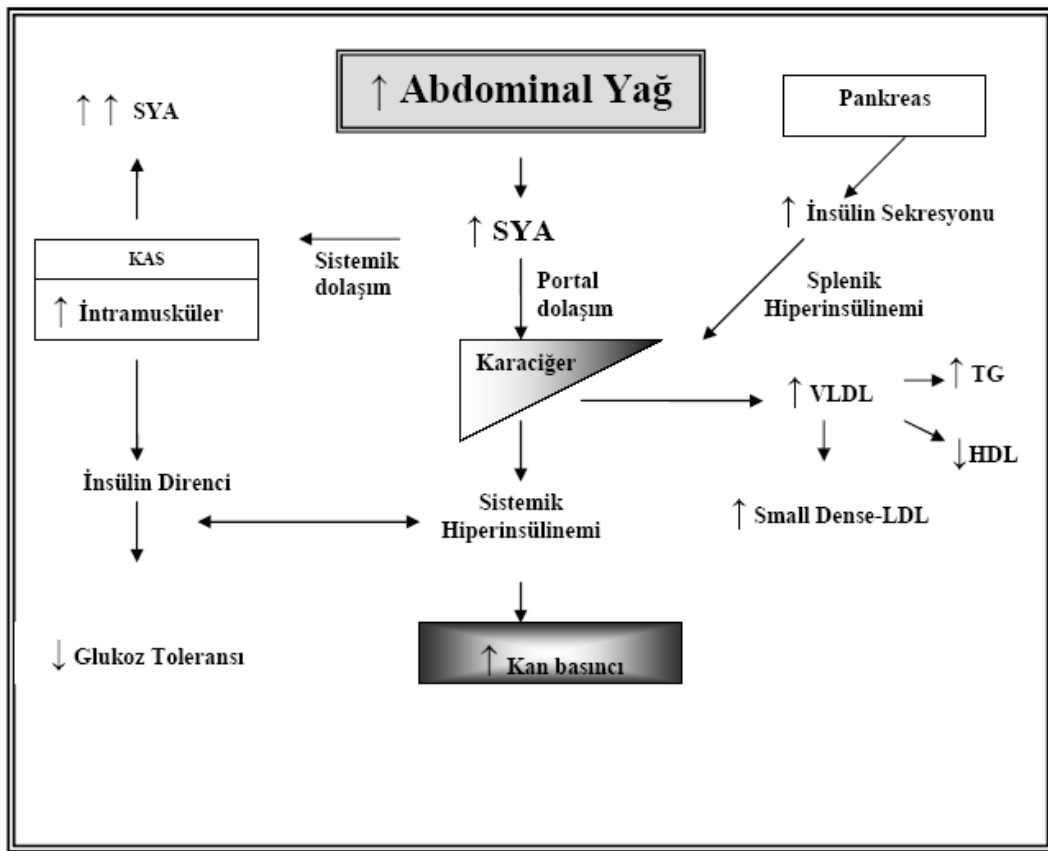 ↑ Abdominal Yağ
↑ ↑ SYA
Pankreas
↑ SYA
↑ İnsülin Sekresyonu
KAS
↑ İntramusküler
Sistemik
dolaşım
Portal
dolaşım
Splenik
Hiperinsülinemi
Karaciğer
↑ VLDL
↑ TG
↓HDL
↑ Small Dense-LDL
İnsülin Direnci
Sistemik
Hiperinsülinemi
↓ Glukoz Toleransı
↑ Kan basıncı